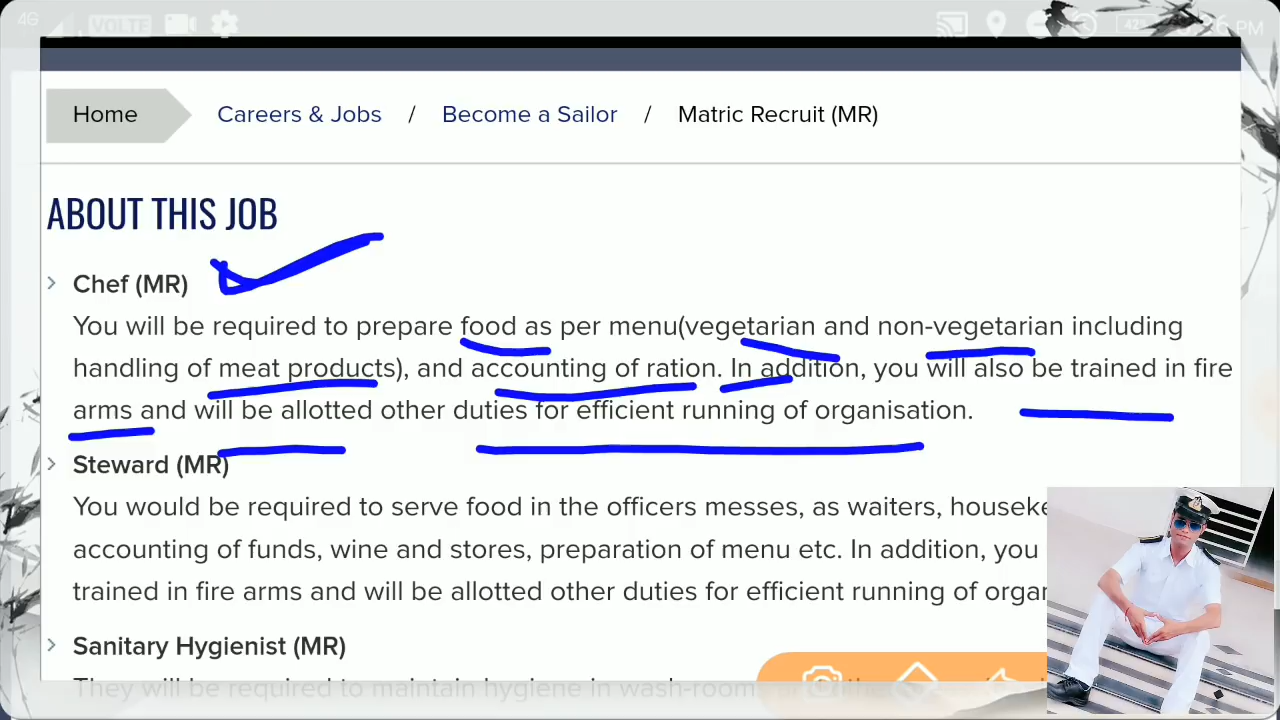 4G VOLTE 42% PM
Home Careers & Jobs / Become a Sailor / Matric Recruit (MR)
ABOUT THIS JOB
Chef (MR)
You will be required to prepare food as per menu(vegetarian and non-vegetarian including
handling of meat products), and accounting of ration. In addition, you will also be trained in fire
arms and will be allotted other duties for efficient running of organisation.
Steward (MR)
You would be required to serve food in the officers messes, as waiters, houseke
accounting of funds, wine and stores, preparation of menu etc. In addition, you
trained in fire arms and will be allotted other duties for efficient running of orga
Sanitary Hygienist (MR)
They will be required to maintain hygiene in wash-room